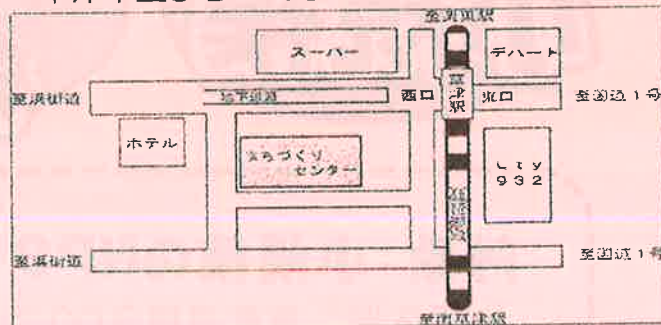 スーパー
デパート
至浜街道
地下道路
西口
草津駅
東口
至国道1号
ホテル
まちづくり
センター
City
932
至浜街道
至国道1号
至南草津駅